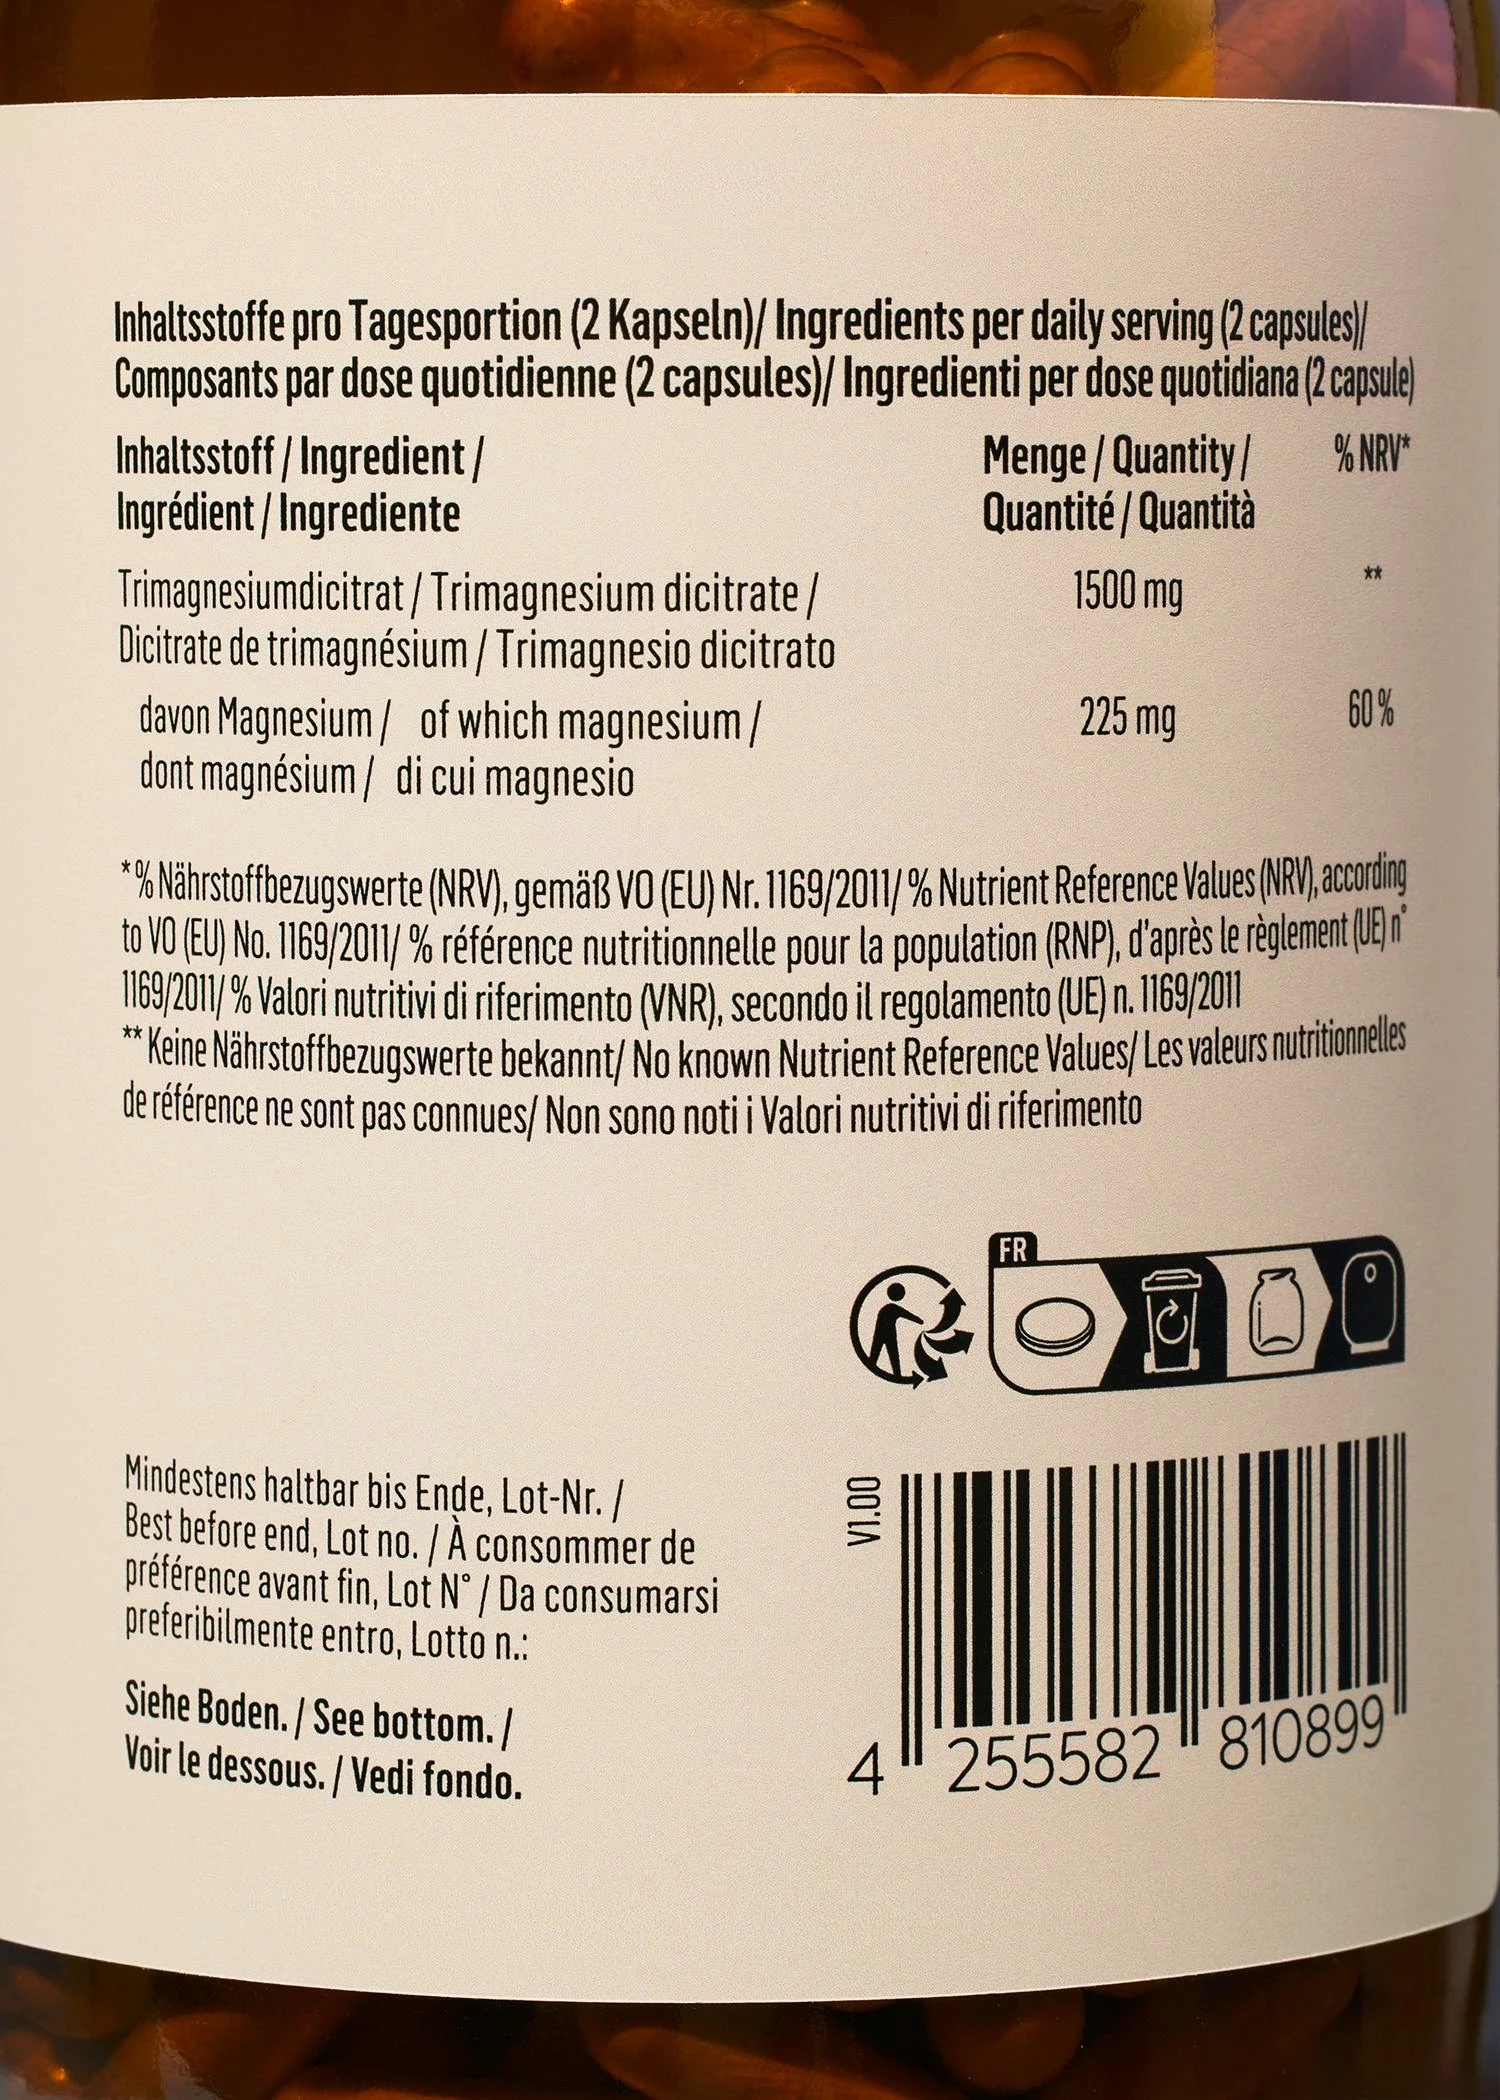 Inhaltsstoffe pro Tagesportion (2 Kapseln)/ Ingredients per daily serving (2 capsules)/
Composants par dose quotidienne (2 capsules)/ Ingredienti per dose quotidiana (2 capsule)
Inhaltsstoff / Ingredient / Menge / Quantity / % NRV*
Ingrédient / Ingrediente Quantité / Quantità
Trimagnesiumdicitrat / Trimagnesium dicitrate / 1500 mg **
Dicitrate de trimagnésium / Trimagnesio dicitrato
davon Magnesium / of which magnesium / 225 mg 60 %
dont magnésium / di cui magnesio
*% Nährstoffbezugswerte (NRV), gemäß VO (EU) Nr. 1169/2011/ % Nutrient Reference Values (NRV), according
to VO (EU) No. 1169/2011/ % référence nutritionnelle pour la population (RNP), d'après le règlement (UE) n°
1169/2011/ % Valori nutritivi di riferimento (VNR), secondo il regolamento (UE) n. 1169/2011
** Keine Nährstoffbezugswerte bekannt/ No known Nutrient Reference Values/ Les valeurs nutritionnelles
de référence ne sont pas connues/ Non sono noti i Valori nutritivi di riferimento
FR
Mindestens haltbar bis Ende, Lot-Nr. /
Best before end, Lot no. / À consommer de
préférence avant fin, Lot N° / Da consumarsi
preferibilmente entro, Lotto n.:
Siehe Boden. / See bottom. /
Voir le dessous. / Vedi fondo.
V1.00
4 255582 810899